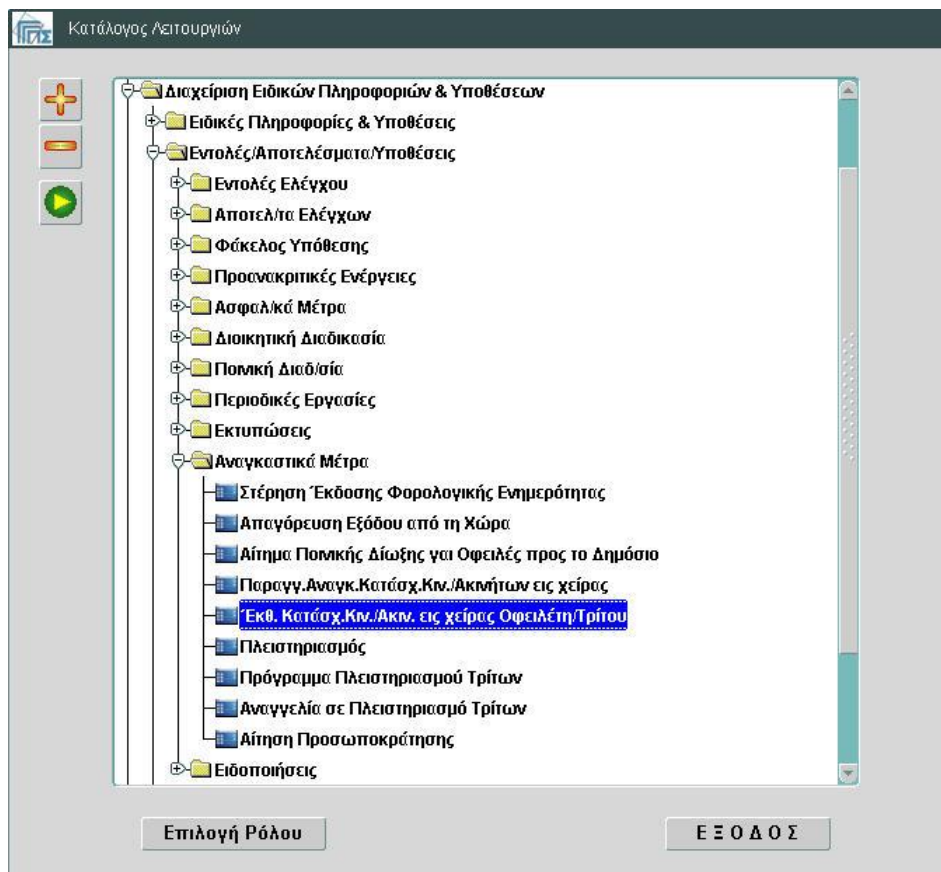 Κατάλογος Λειτουργιών
Διαχείριση Ειδικών Πληροφοριών & Υποθέσεων
Ειδικές Πληροφορίες & Υποθέσεις
Εντολές/Αποτελέσματα/Υποθέσεις
Εντολές Ελέγχου
Αποτελ/τα Ελέγχων
Φάκελος Υπόθεσης
Προανακριτικές Ενέργειες
Ασφαλ/κά Μέτρα
Διοικητική Διαδικασία
Ποινική Διαδ/σία
Περιοδικές Εργασίες
Εκτυπώσεις
Αναγκαστικά Μέτρα
Στέρηση Έκδοσης Φορολογικής Ενημερότητας
Απαγόρευση Εξόδου από τη Χώρα
Αίτημα Ποινικής Δίωξης γαι Οφειλές προς το Δημόσιο
Παραγγ.Αναγκ.Κατάσχ.Κιν./Ακινήτων εις χείρας
Έκθ. Κατάσχ.Κιν./Ακιν. εις χείρας Οφειλέτη/Τρίτου
Πλειστηριασμός
Πρόγραμμα Πλειστηριασμού Τρίτων
Αναγγελία σε Πλειστηριασμό Τρίτων
Αίτηση Προσωποκράτησης
Ειδοποιήσεις
Επιλογή Ρόλου
ΕΞΟΔΟΣ